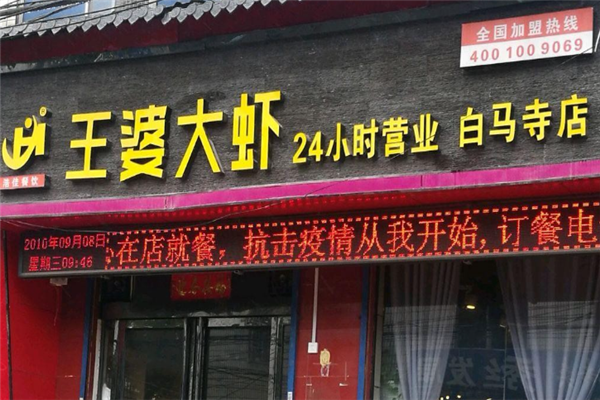 全国加盟热线
400 100 9069
王婆大虾 24小时营业 白马寺店
2010年09月08日
星期三09:46
在店就餐，抗击疫情从我开始,订餐电